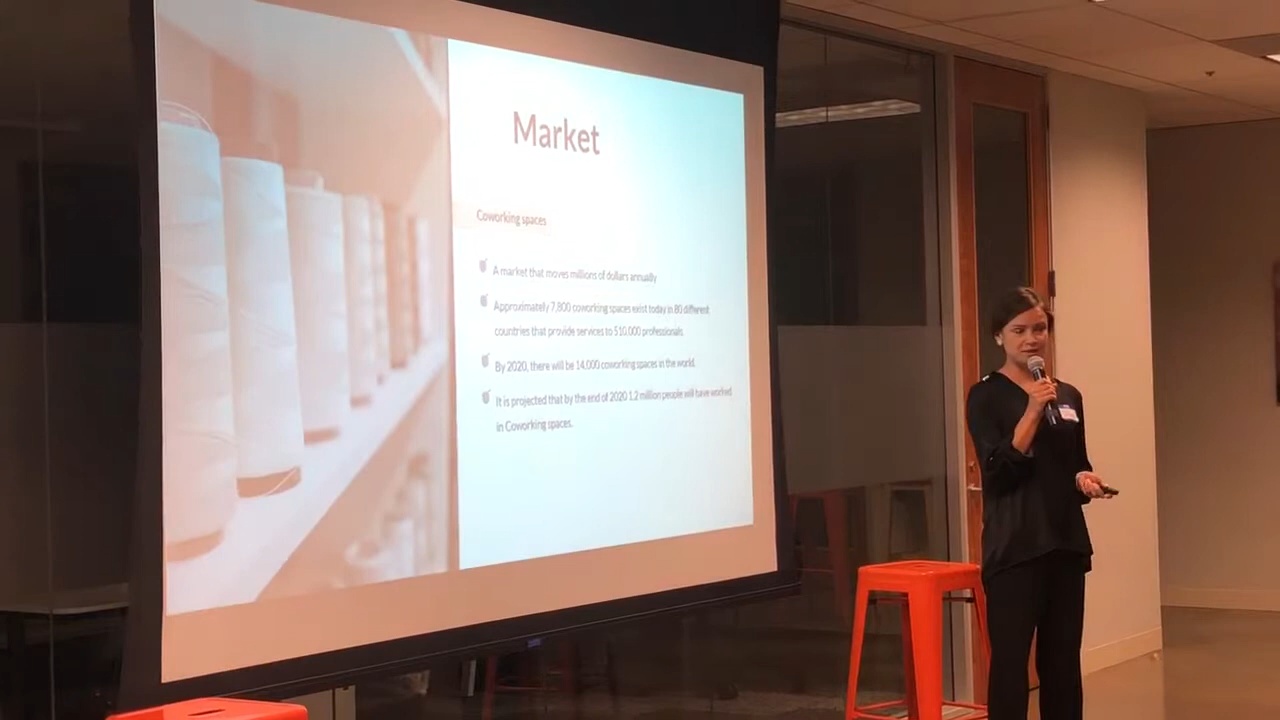 Market
Coworking spaces
A market that moves millions of dollars annually
Approximately 7,800 coworking spaces exist today in 80 different
countries that provide services to 510,000 professionals.
By 2020, there will be 14,000 coworking spaces in the world.
It is projected that by the end of 2020 1.2 million people will have worked
in Coworking spaces.